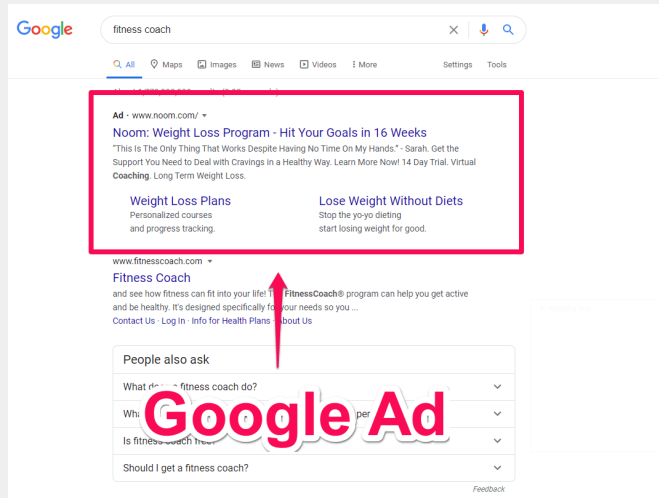 Google
fitness coach
All Maps Images News Videos More Settings Tools
Ad · www.noom.com/
Noom: Weight Loss Program - Hit Your Goals in 16 Weeks
"This Is The Only Thing That Works Despite Having No Time On My Hands." - Sarah. Get the
Support You Need to Deal with Cravings in a Healthy Way. Learn More Now! 14 Day Trial. Virtual
Coaching. Long Term Weight Loss.
Weight Loss Plans Lose Weight Without Diets
Personalized courses Stop the yo-yo dieting
and progress tracking. start losing weight for good.
www.fitnesscoach.com
Fitness Coach
and see how fitness can fit into your life! FitnessCoach® program can help you get active
and be healthy. It's designed specifically for your needs so you ...
Contact Us · Log In · Info for Health Plans · About Us
People also ask
What does a fitness coach do?
Google Ad
Is fitness coach free?
Should I get a fitness coach?
Feedback